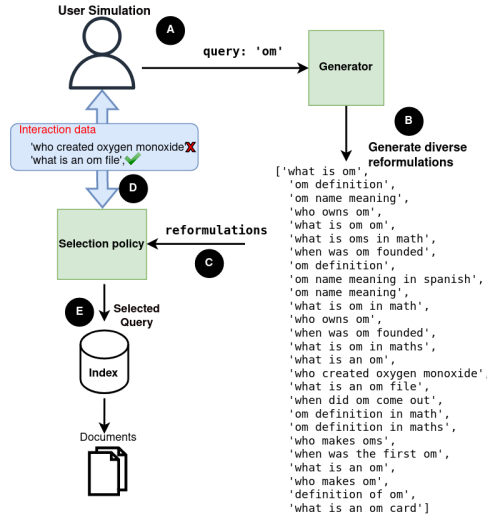 User Simulation
A
query: 'om'
Generator
B
Generate diverse
reformulations
Interaction data
'who created oxygen monoxide'
'what is an om file',
D
['what is om',
'om definition',
'om name meaning',
'who owns om',
'what is om om',
'what is oms in math',
'when was om founded',
'om definition',
'om name meaning in spanish',
'om name meaning',
'what is om in math',
'who owns om',
'when was om founded',
'what is om in maths',
'what is an om',
'who created oxygen monoxide',
'what is an om file',
'when did om come out',
'om definition in math',
'om definition in maths',
'who makes oms',
'when was the first om',
'what is an om',
'who makes om',
'definition of om',
'what is an om card']
reformulations
C
Selection policy
E
Selected
Query
Index
Documents